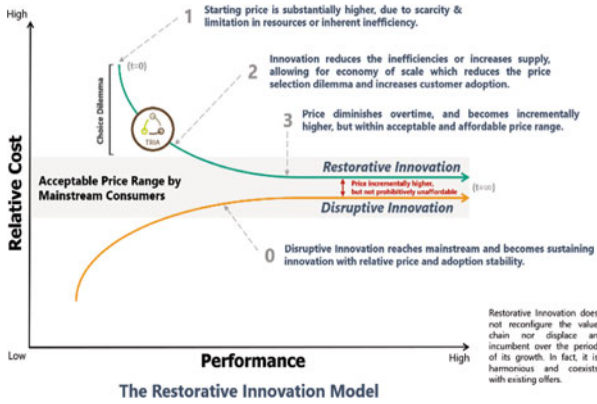 High
1
Starting price is substantially higher, due to scarcity &
limitation in resources or inherent inefficiency.
(t=0)
2
Innovation reduces the inefficiencies or increases supply,
allowing for economy of scale which reduces the price
selection dilemma and increases customer adoption.
Choice Dilemma
TRIA
3
Price diminishes overtime, and becomes incrementally
higher, but within acceptable and affordable price range.
Relative Cost
Acceptable Price Range by
Mainstream Consumers
Restorative Innovation
Price incrementally higher,
but not prohibitively unaffordable
(t=∞)
Disruptive Innovation
0
Disruptive Innovation reaches mainstream and becomes sustaining
innovation with relative price and adoption stability.
Low
Performance
High
Restorative Innovation does
not reconfigure the value
chain nor displace an
incumbent over the period
of its growth. In fact, it is
harmonious and coexists
with existing offers.
The Restorative Innovation Model